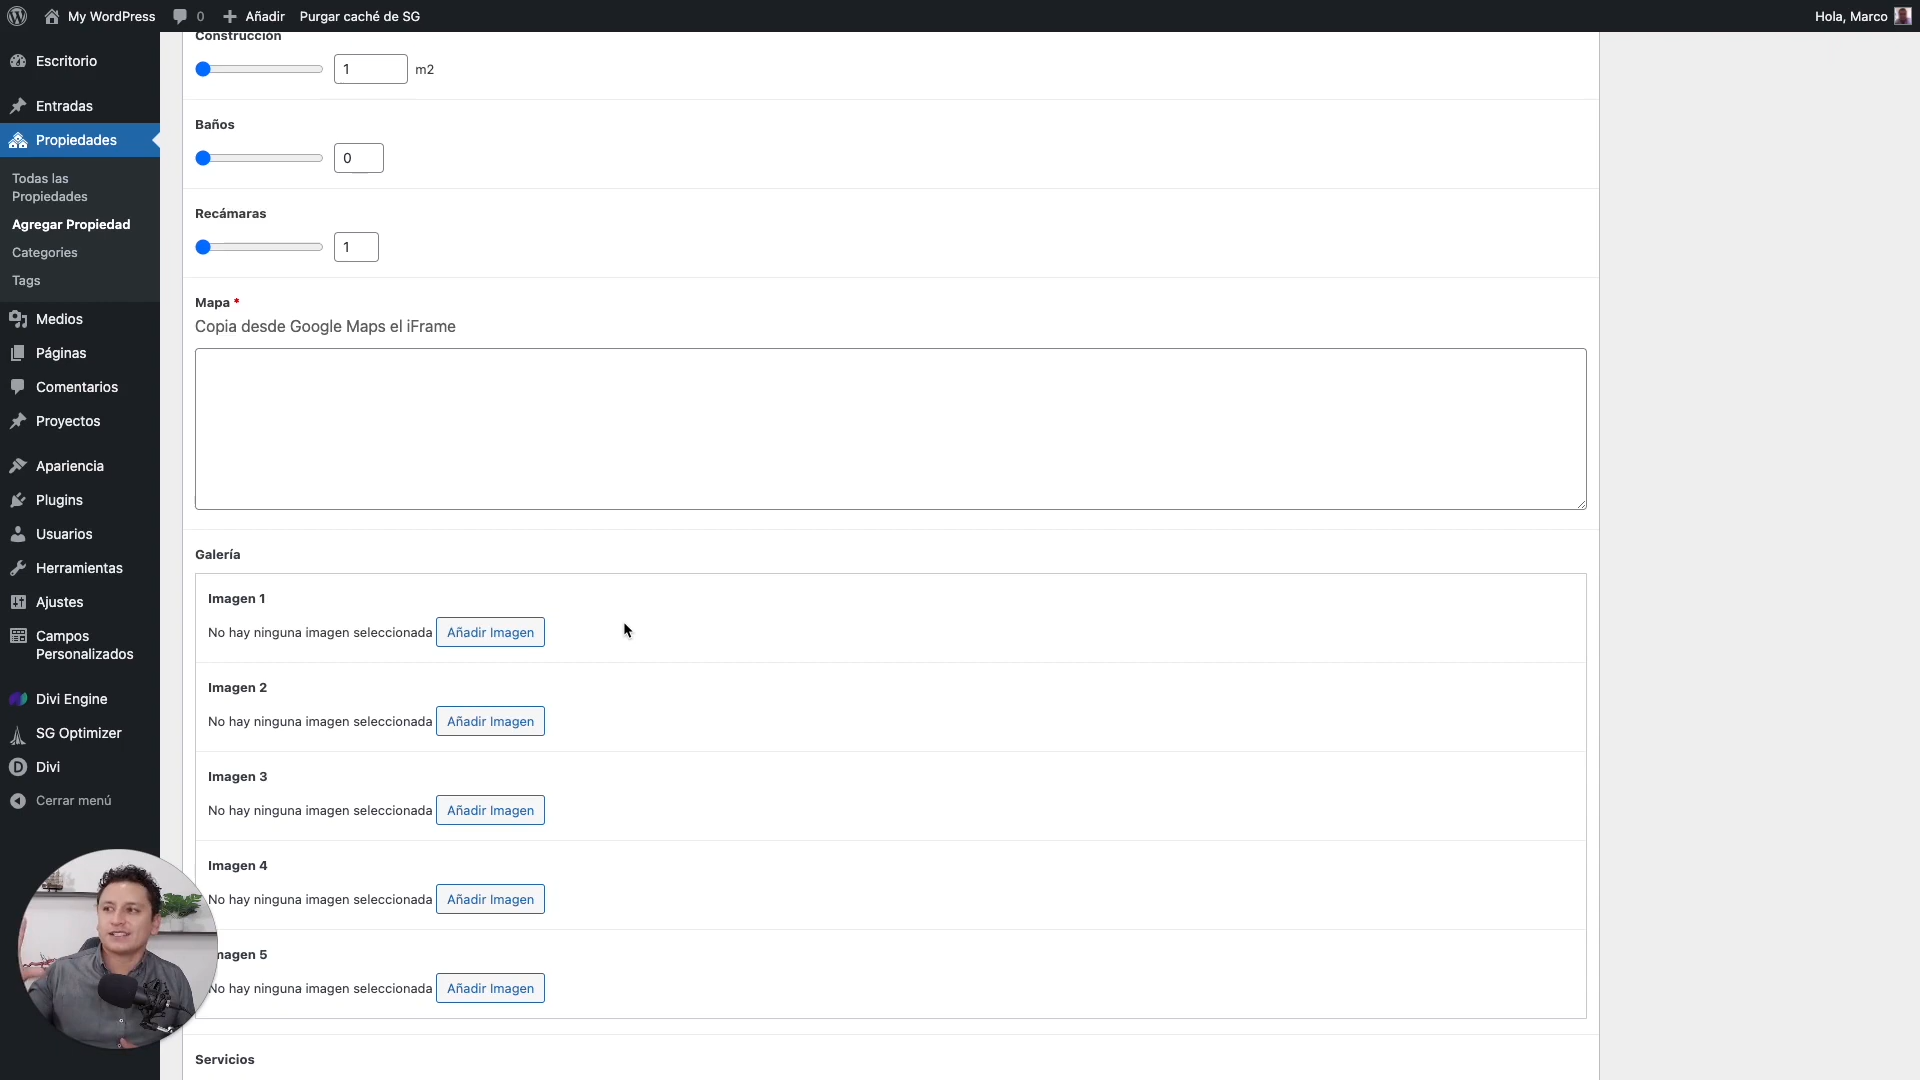 My WordPress
0
Añadir
Purgar caché de SG
Hola, Marco
Escritorio
Entradas
Propiedades
Todas las
Propiedades
Agregar Propiedad
Categories
Tags
Medios
Páginas
Comentarios
Proyectos
Apariencia
Plugins
Usuarios
Herramientas
Ajustes
Campos
Personalizados
Divi Engine
SG Optimizer
D
Divi
Cerrar menú
Construcción
1
m2
Baños
0
Recámaras
1
Mapa *
Copia desde Google Maps el iFrame
Galería
Imagen 1
No hay ninguna imagen seleccionada
Añadir Imagen
Imagen 2
No hay ninguna imagen seleccionada
Añadir Imagen
Imagen 3
No hay ninguna imagen seleccionada
Añadir Imagen
Imagen 4
No hay ninguna imagen seleccionada
Añadir Imagen
magen 5
No hay ninguna imagen seleccionada
Añadir Imagen
Servicios